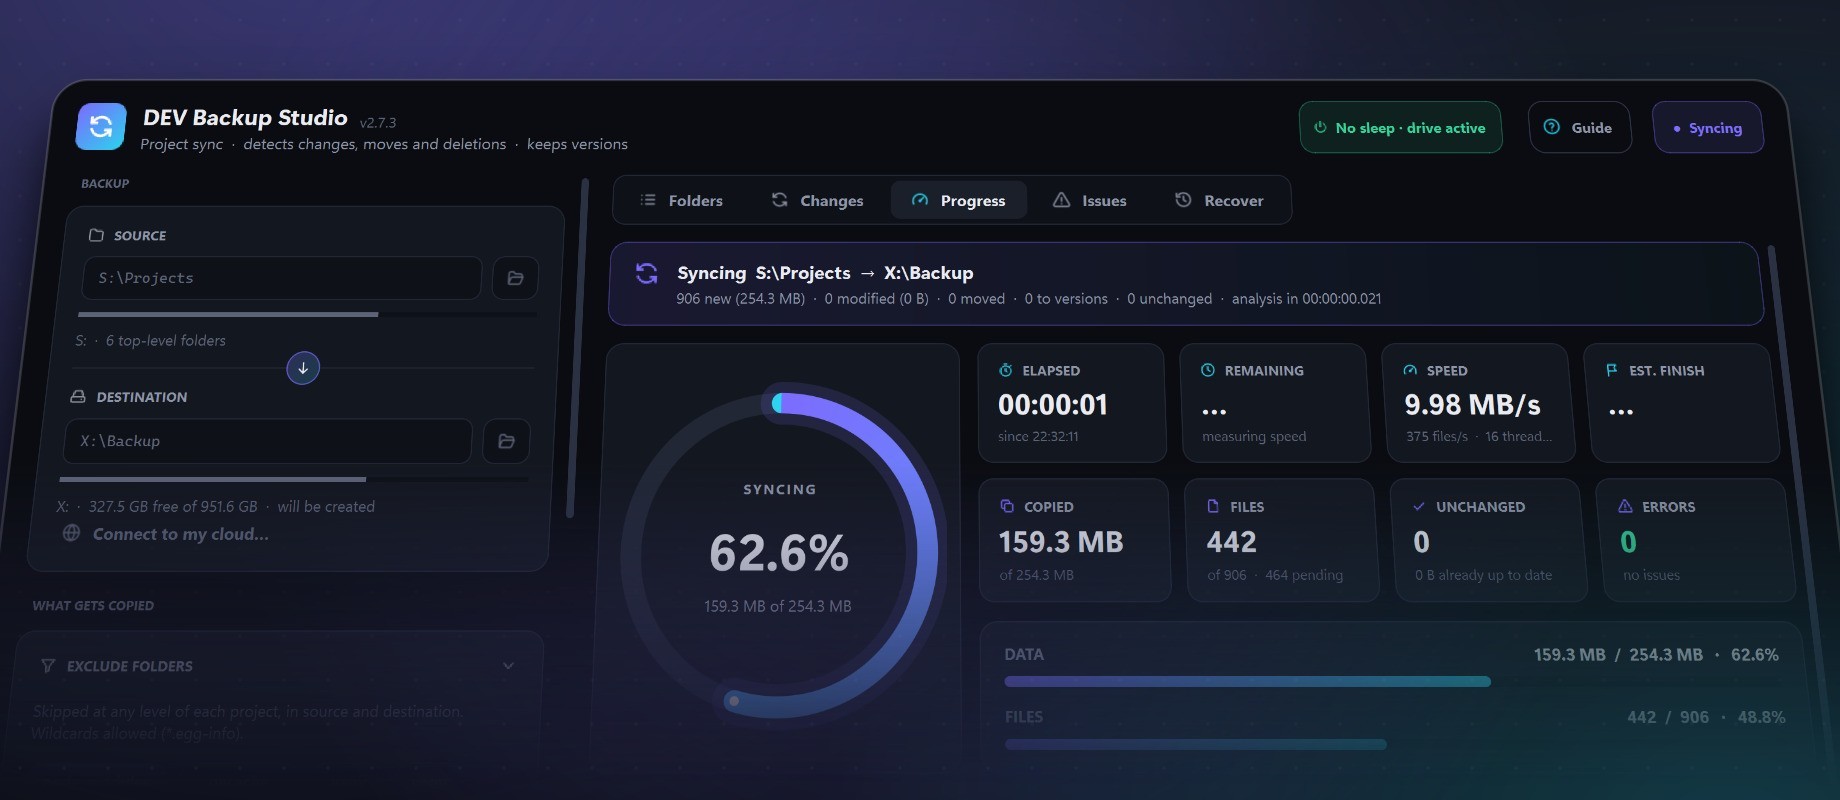 DEV Backup Studio v2.7.3
Project sync · detects changes, moves and deletions · keeps versions
No sleep · drive active
Guide
Syncing
BACKUP
SOURCE
S:\Projects
S: · 6 top-level folders
DESTINATION
X:\Backup
X: · 327.5 GB free of 951.6 GB · will be created
Connect to my cloud...
WHAT GETS COPIED
EXCLUDE FOLDERS
Skipped at any level of each project, in source and destination.
Wildcards allowed (*.egg-info).
Folders
Changes
Progress
Issues
Recover
Syncing S:\Projects → X:\Backup
906 new (254.3 MB) · 0 modified (0 B) · 0 moved · 0 to versions · 0 unchanged · analysis in 00:00:00.021
SYNCING
62.6%
159.3 MB of 254.3 MB
ELAPSED
00:00:01
since 22:32:11
REMAINING
...
measuring speed
SPEED
9.98 MB/s
375 files/s · 16 thread...
EST. FINISH
...
COPIED
159.3 MB
of 254.3 MB
FILES
442
of 906 · 464 pending
UNCHANGED
0
0 B already up to date
ERRORS
0
no issues
DATA
159.3 MB / 254.3 MB · 62.6%
FILES
442 / 906 · 48.8%